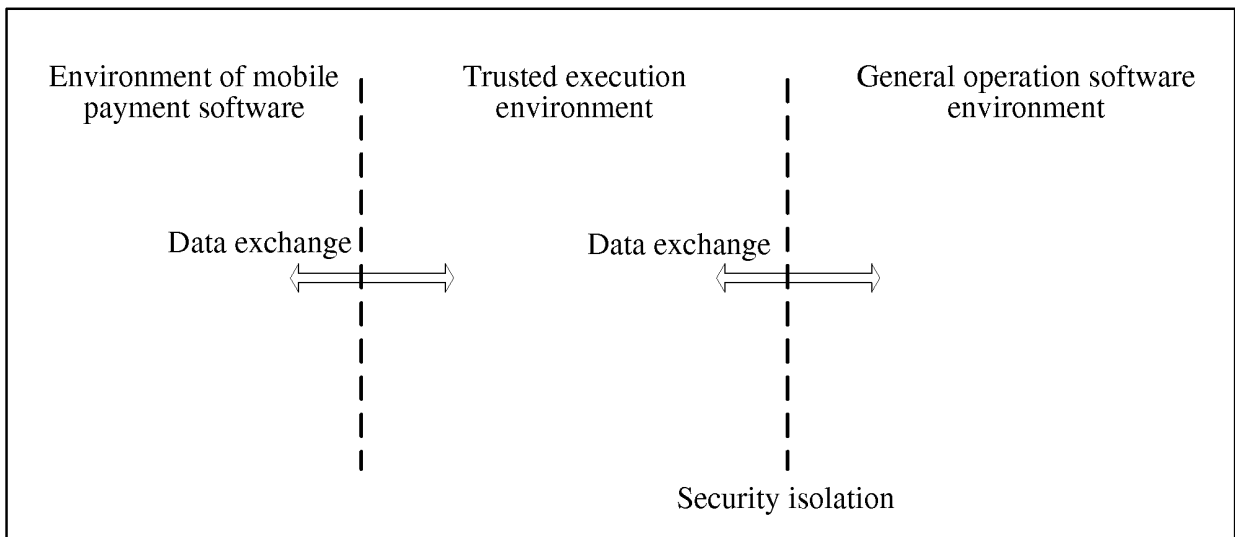 Environment of mobile
payment software
Trusted execution
environment
General operation software
environment
Data exchange
Data exchange
Security isolation